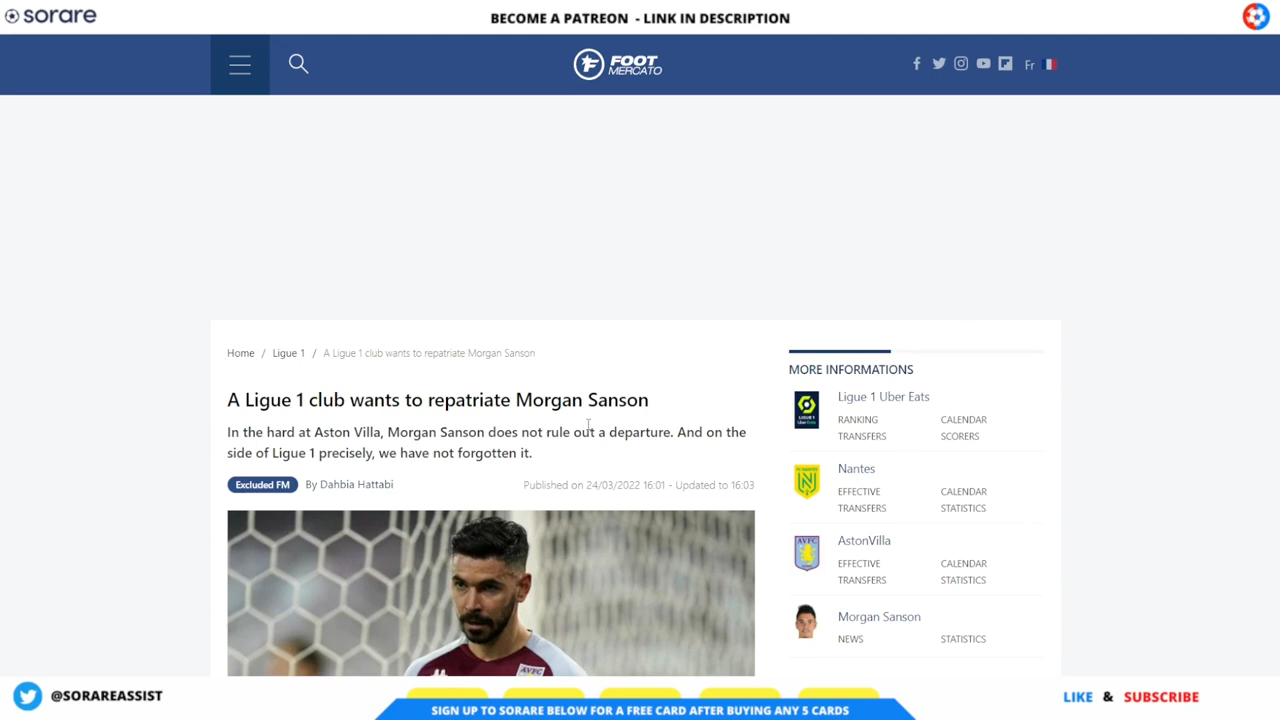 sorare
BECOME A PATREON - LINK IN DESCRIPTION
FOOT
MERCATO
Fr
Home / Ligue 1 / A Ligue 1 club wants to repatriate Morgan Sanson
A Ligue 1 club wants to repatriate Morgan Sanson
In the hard at Aston Villa, Morgan Sanson does not rule out a departure. And on the
side of Ligue 1 precisely, we have not forgotten it.
Excluded FM By Dahbia Hattabi Published on 24/03/2022 16:01 - Updated to 16:03
AVFC
MORE INFORMATIONS
Ligue 1 Uber Eats
RANKING CALENDAR
TRANSFERS SCORERS
Nantes
EFFECTIVE CALENDAR
TRANSFERS STATISTICS
AstonVilla
EFFECTIVE CALENDAR
TRANSFERS STATISTICS
Morgan Sanson
NEWS STATISTICS
@SORAREASSIST
SIGN UP TO SORARE BELOW FOR A FREE CARD AFTER BUYING ANY 5 CARDS
LIKE & SUBSCRIBE